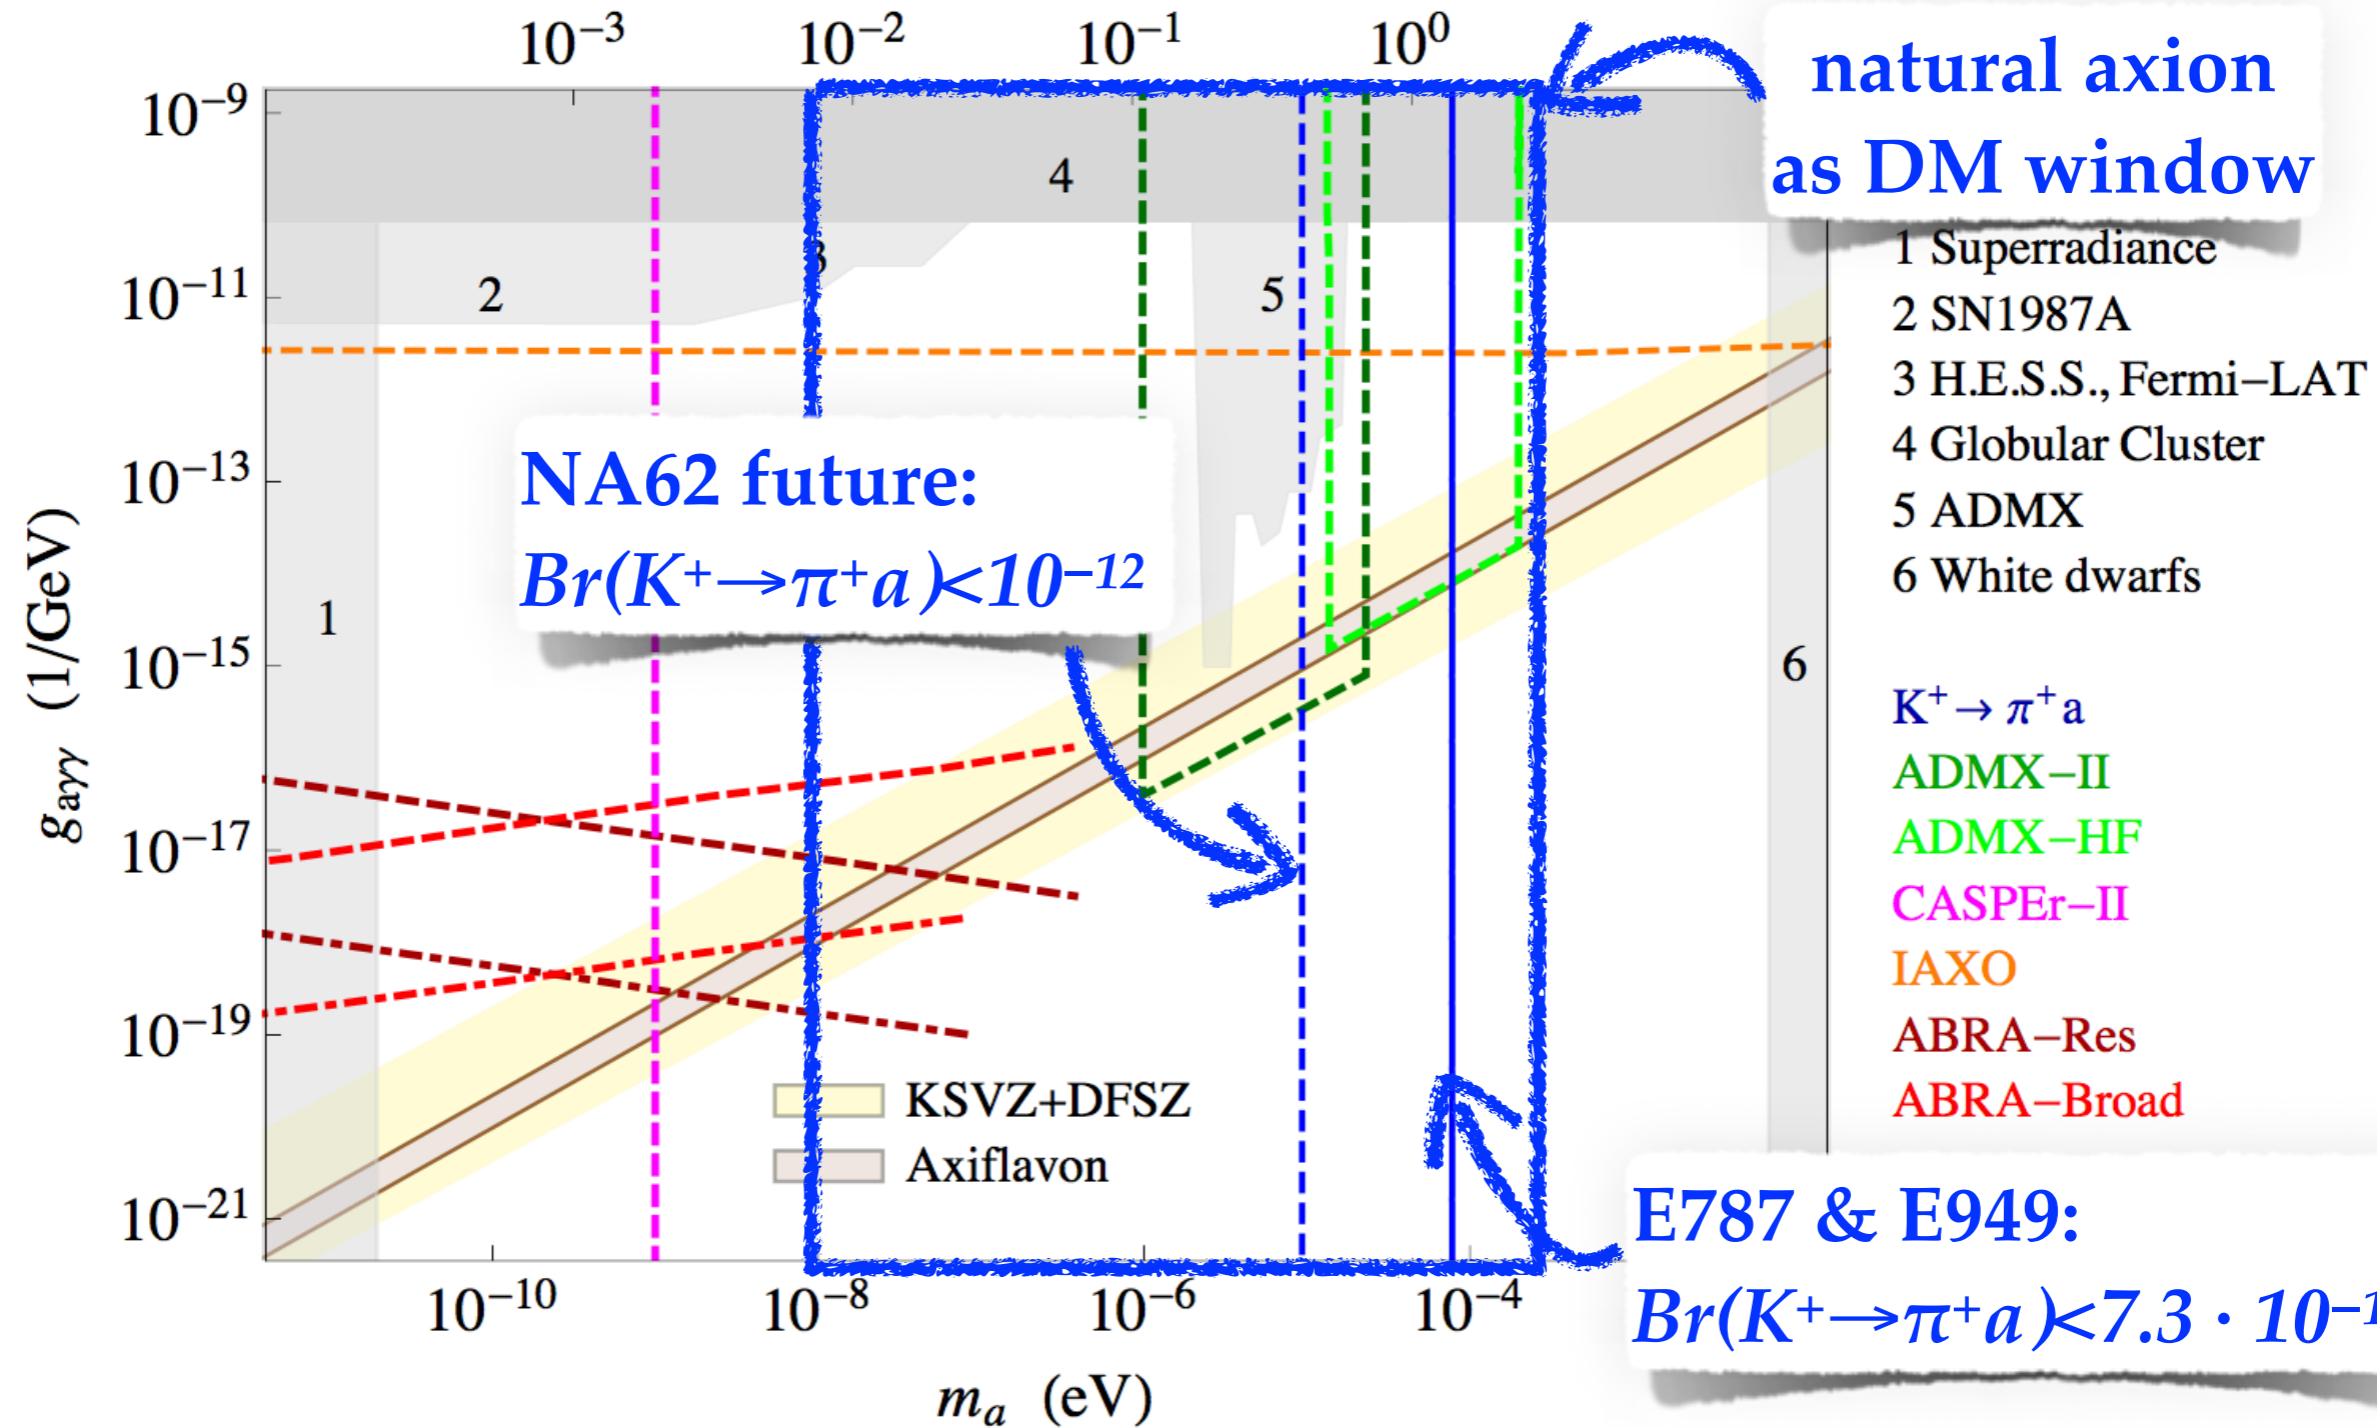 10⁻³ 10⁻² 10⁻¹ 10⁰
natural axion
as DM window
10⁻⁹
10⁻¹¹
10⁻¹³
10⁻¹⁵
10⁻¹⁷
10⁻¹⁹
10⁻²¹
g_aγγ (1/GeV)
4
3
2
5
1
6
NA62 future:
Br(K⁺→π⁺a)<10⁻¹²
1 Superradiance
2 SN1987A
3 H.E.S.S., Fermi–LAT
4 Globular Cluster
5 ADMX
6 White dwarfs
K⁺→ π⁺a
ADMX–II
ADMX–HF
CASPEr–II
IAXO
ABRA–Res
ABRA–Broad
KSVZ+DFSZ
Axiflavon
E787 & E949:
Br(K⁺→π⁺a)<7.3 · 10⁻¹
10⁻¹⁰ 10⁻⁸ 10⁻⁶ 10⁻⁴
mₐ (eV)